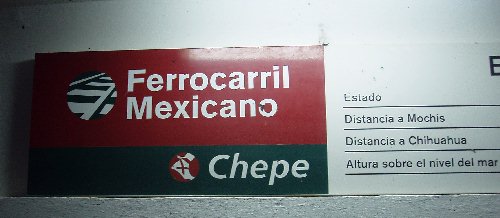 Ferrocarril
Mexicano
Chepe
E
Estado
Distancia a Mochis
Distancia a Chihuahua
Altura sobre el nivel del mar